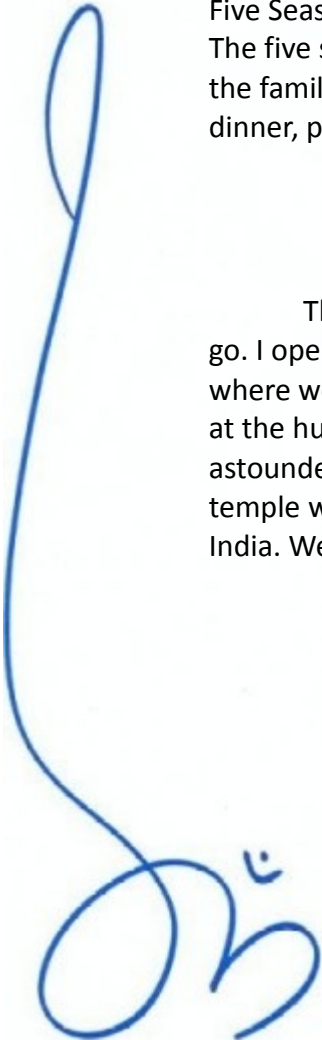 Five Seas
The five s
the famil
dinner, p
Th
go. I ope
where w
at the hu
astounde
temple w
India. We